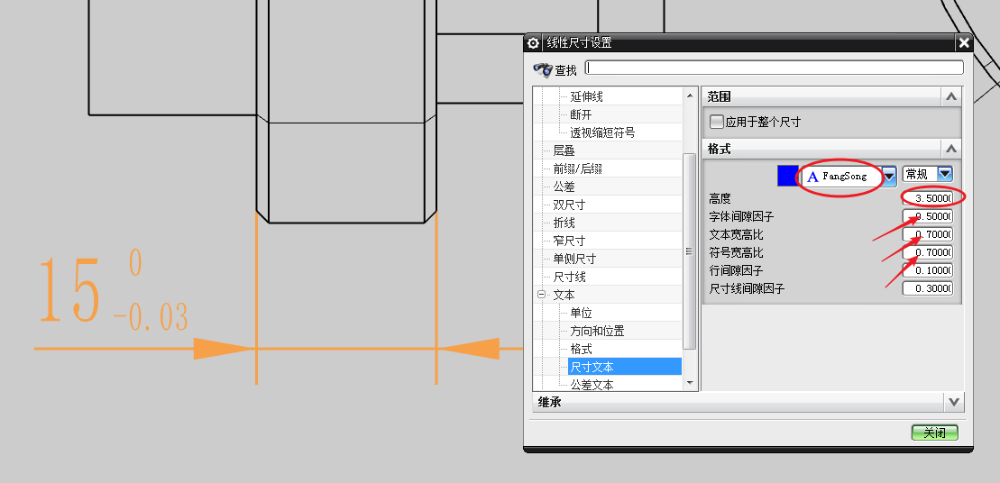 线性尺寸设置
查找
延伸线
断开
透视缩短符号
层叠
前缀/后缀
公差
双尺寸
折线
窄尺寸
单侧尺寸
尺寸线
文本
单位
方向和位置
格式
尺寸文本
公差文本
范围
应用于整个尺寸
格式
A FangSong 常规
高度 3.5000(
字体间隙因子 0.5000(
文本宽高比 0.7000(
符号宽高比 0.7000(
行间隙因子 0.1000(
尺寸线间隙因子 0.3000(
继承
关闭
0
15
-0.03